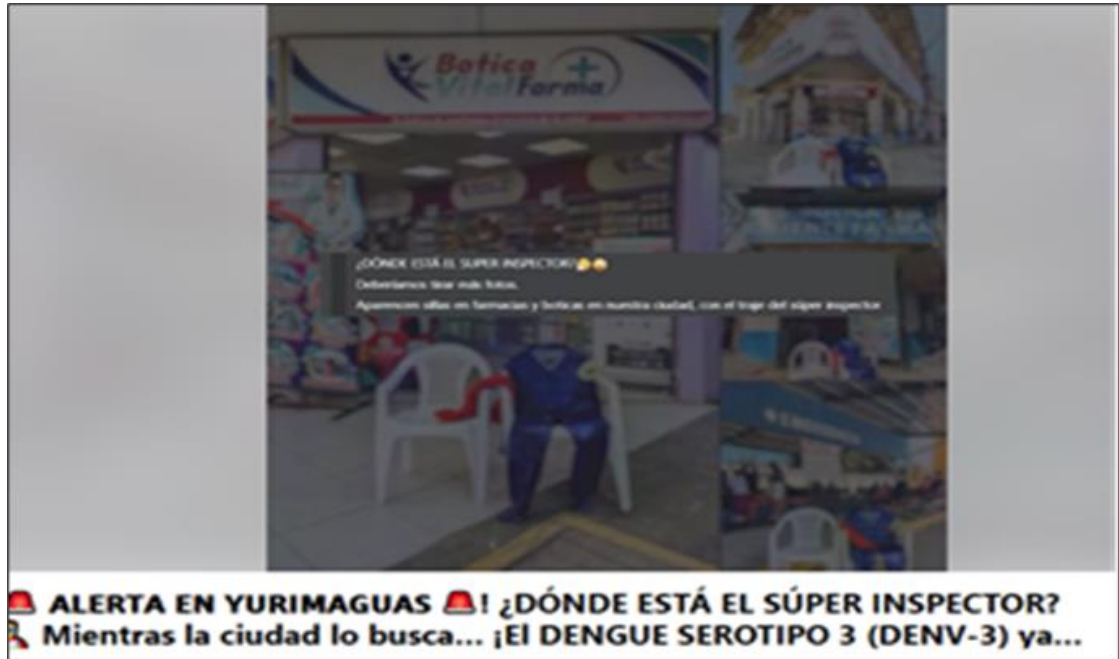 Botica
VitalFarma
¿DÓNDE ESTÁ EL SUPER INSPECTOR?🤔😄
Deberíamos tirar más fotos.
Aparencen sillas en farmacias y boticas en nuestra ciudad, con el traje del súper inspector
🚨 ALERTA EN YURIMAGUAS 🚨! ¿DÓNDE ESTÁ EL SÚPER INSPECTOR?
Mientras la ciudad lo busca... ¡El DENGUE SEROTIPO 3 (DENV-3) ya...